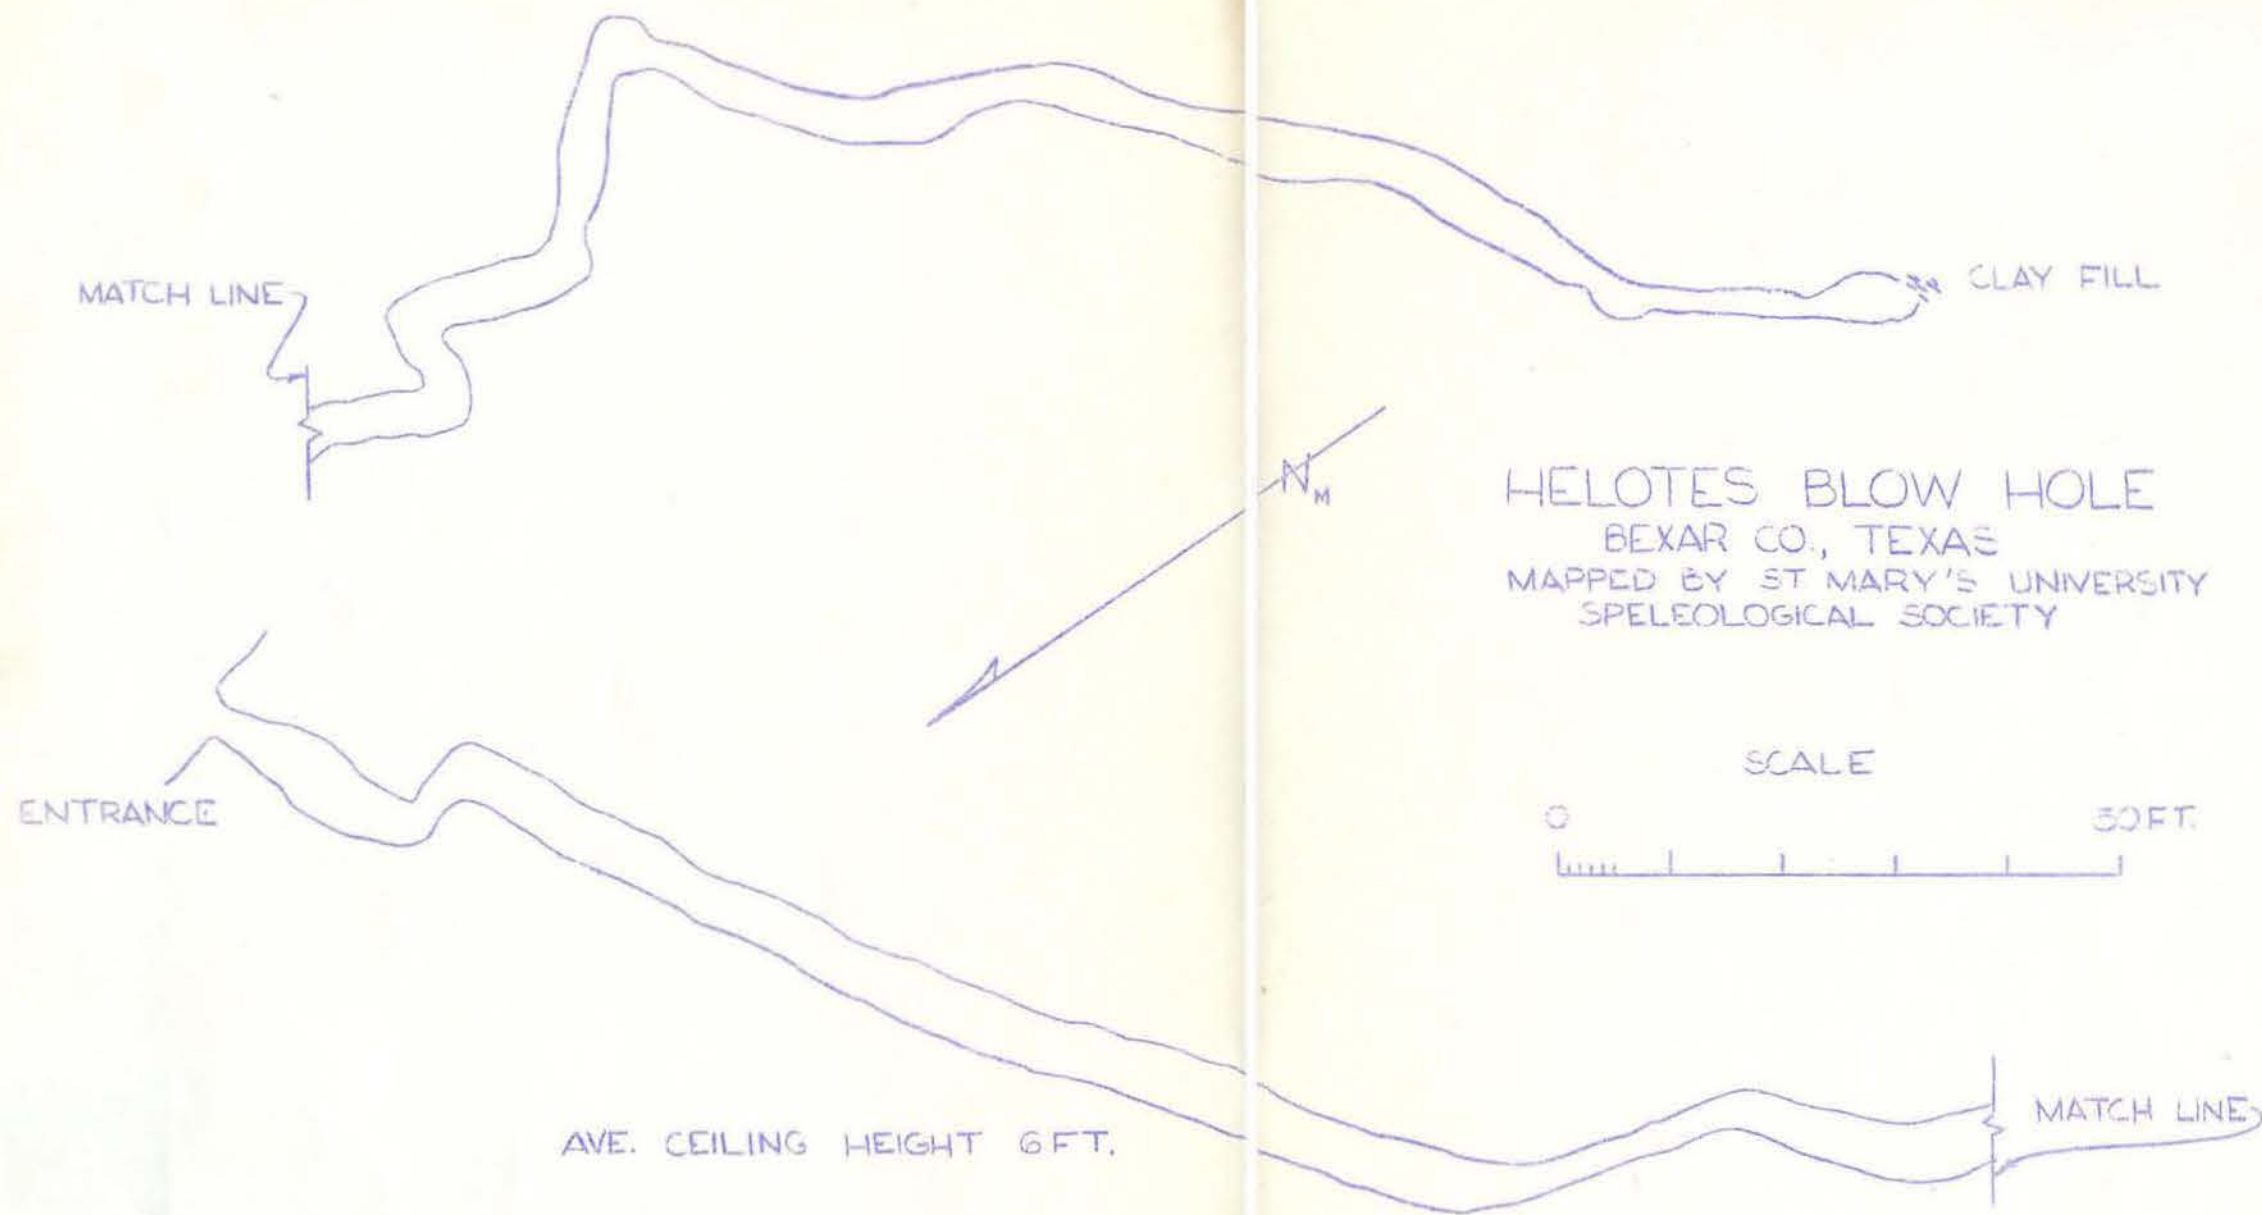 MATCH LINE
CLAY FILL
N M
HELOTES BLOW HOLE
BEXAR CO., TEXAS
MAPPED BY ST MARY'S UNIVERSITY
SPELEOLOGICAL SOCIETY
SCALE
0 50 FT.
ENTRANCE
MATCH LINE
AVE. CEILING HEIGHT 6 FT.